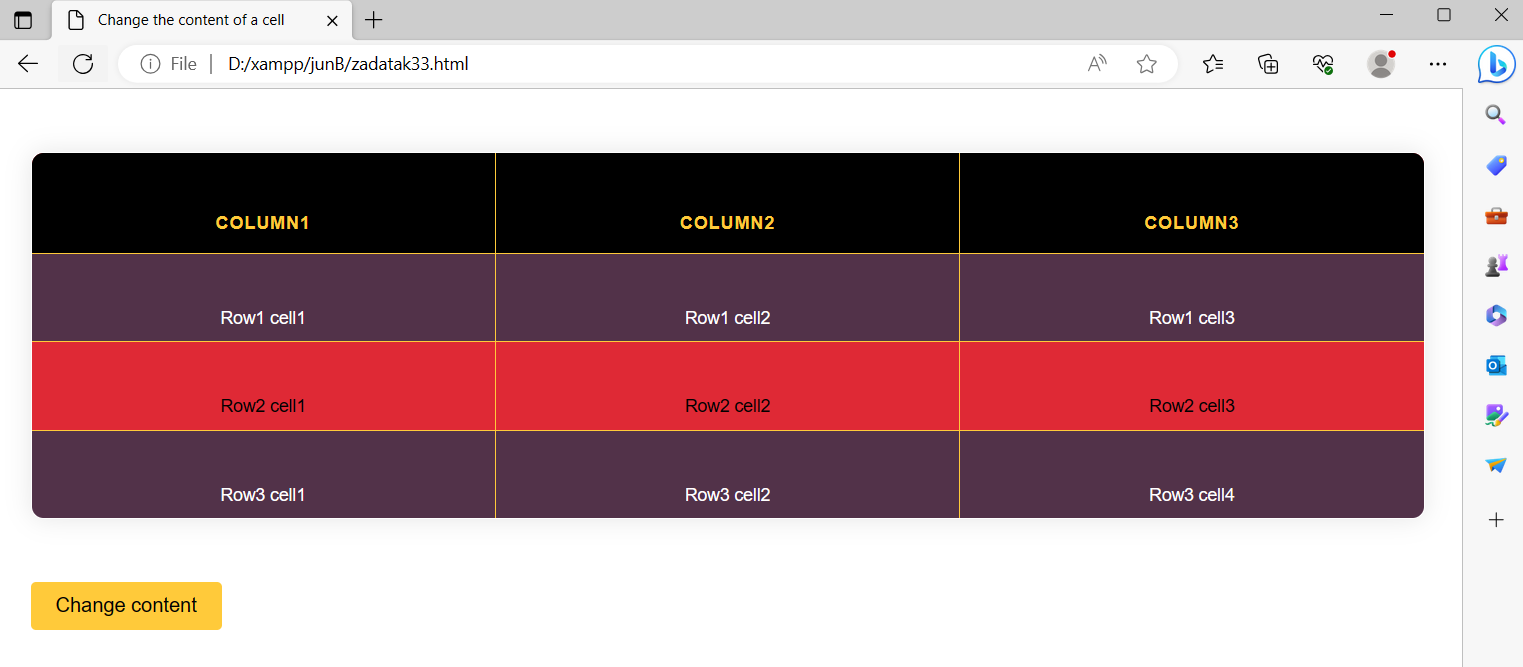 Change the content of a cell
File D:/xampp/junB/zadatak33.html
COLUMN1 COLUMN2 COLUMN3
Row1 cell1 Row1 cell2 Row1 cell3
Row2 cell1 Row2 cell2 Row2 cell3
Row3 cell1 Row3 cell2 Row3 cell4
Change content